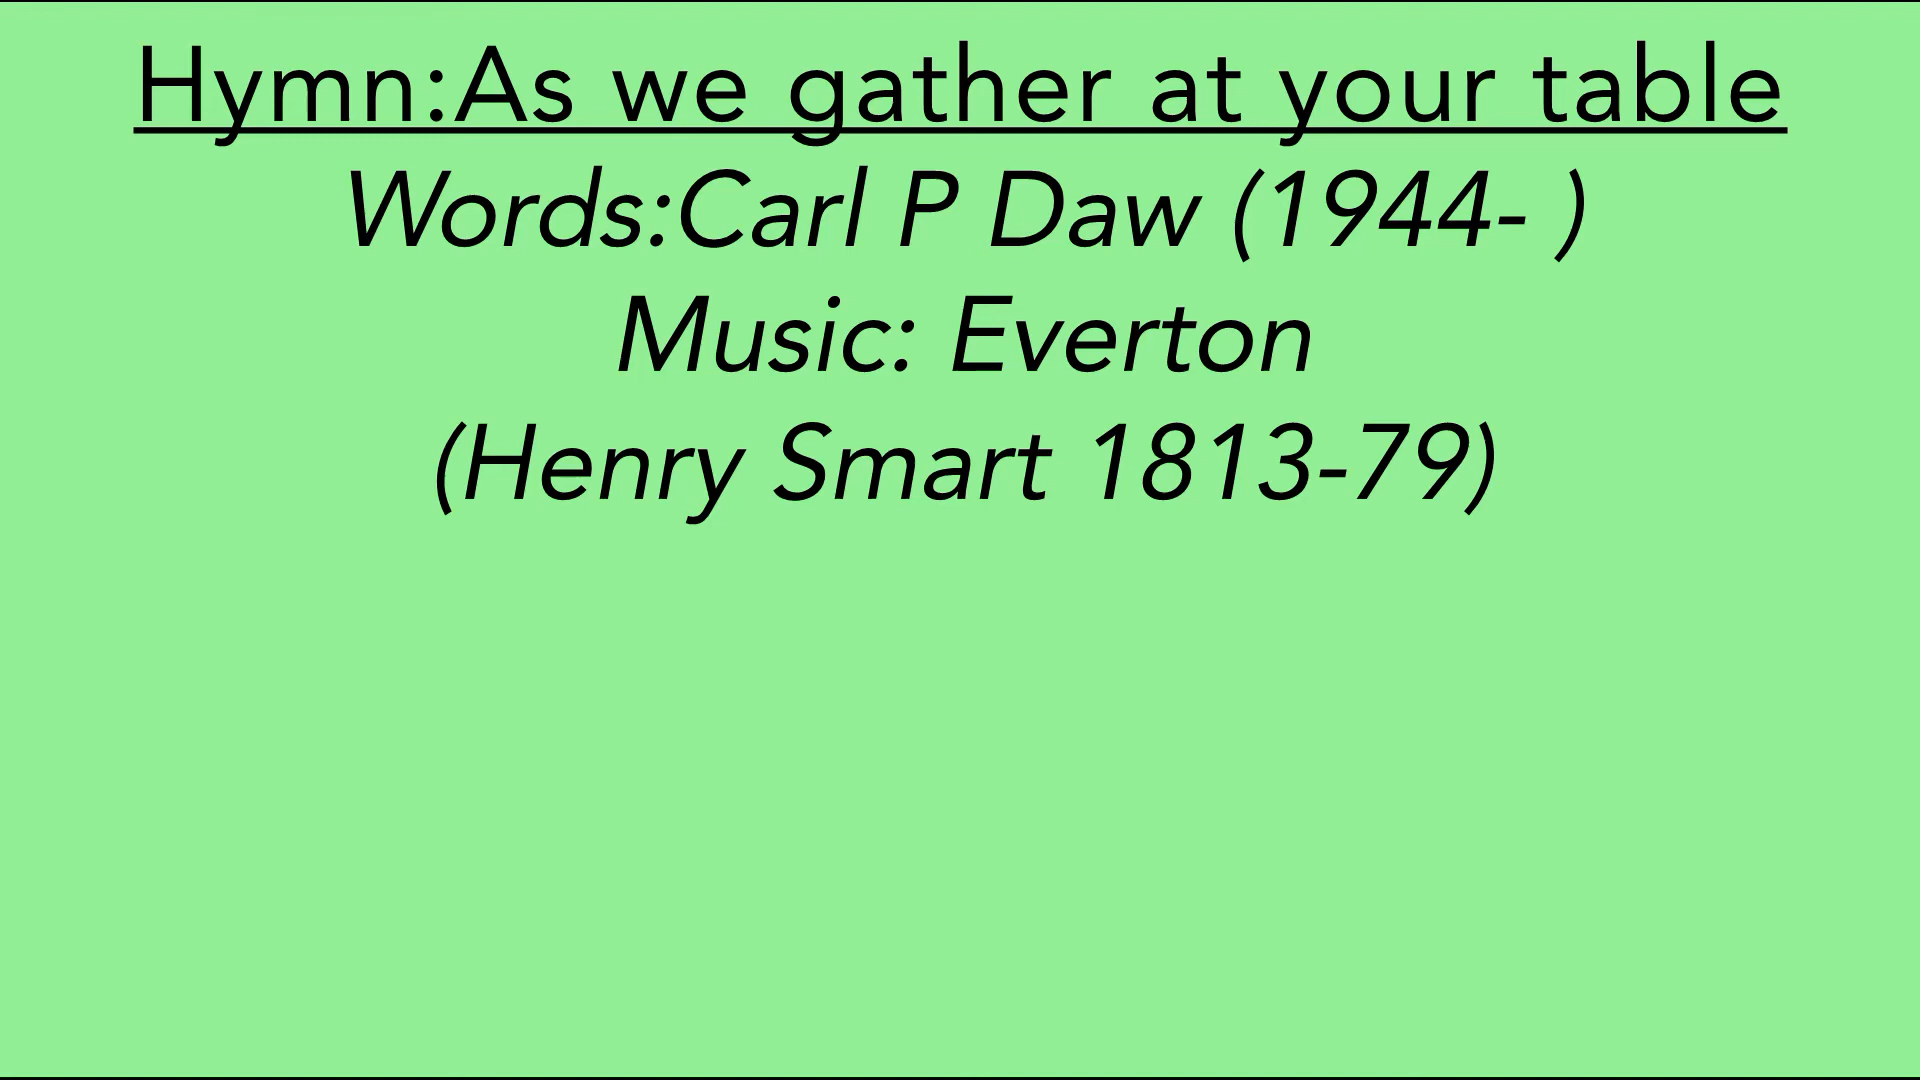 Hymn:As we gather at your table
Words:Carl P Daw (1944- )
Music: Everton
(Henry Smart 1813-79)